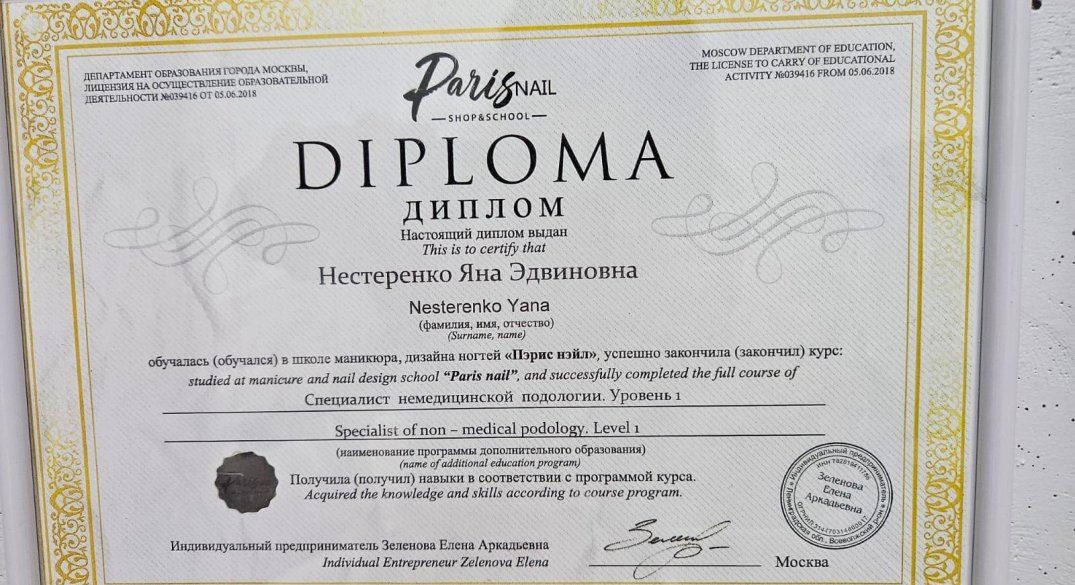 ДЕПАРТАМЕНТ ОБРАЗОВАНИЯ ГОРОДА МОСКВЫ,
ЛИЦЕНЗИЯ НА ОСУЩЕСТВЛЕНИЕ ОБРАЗОВАТЕЛЬНОЙ
ДЕЯТЕЛЬНОСТИ №039416 ОТ 05.06.2018
Paris NAIL
SHOP&SCHOOL
MOSCOW DEPARTMENT OF EDUCATION,
THE LICENSE TO CARRY OF EDUCATIONAL
ACTIVITY №039416 FROM 05.06.2018
DIPLOMA
ДИПЛОМ
Настоящий диплом выдан
This is to certify that
Нестеренко Яна Эдвиновна
Nesterenko Yana
(фамилия, имя, отчество)
(Surname, name)
обучалась (обучался) в школе маникюра, дизайна ногтей «Пэрис нэйл», успешно закончила (закончил) курс:
studied at manicure and nail design school “Paris nail”, and successfully completed the full course of
Специалист немедицинской подологии. Уровень 1
Specialist of non – medical podology. Level 1
(наименование программы дополнительного образования)
(name of additional education program)
Получила (получил) навыки в соответствии с программой курса.
Acquired the knowledge and skills according to course program.
Индивидуальный предприниматель
Зеленова
Елена
Аркадьевна
Ленинградская обл., Всеволожский р-он
Индивидуальный предприниматель Зеленова Елена Аркадьевна
Individual Entrepreneur Zelenova Elena
Москва